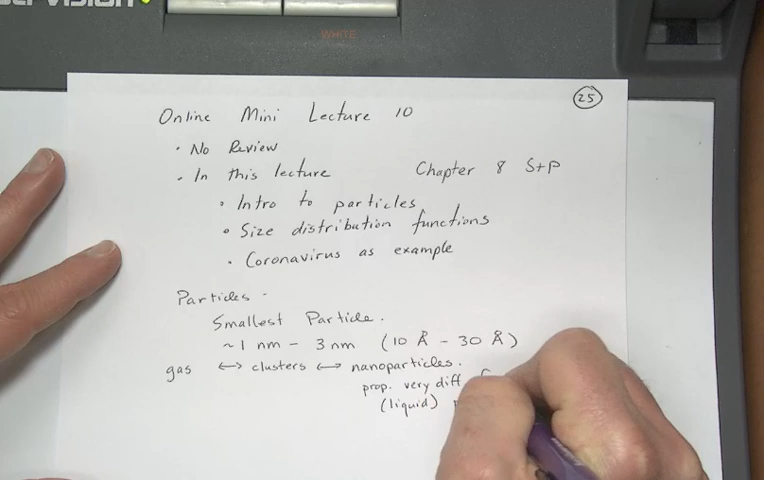 WHITE
25
Online Mini Lecture 10
• No Review
• In this lecture Chapter 8 S+P
• Intro to particles
• Size distribution functions
• Coronavirus as example
Particles -
Smallest Particle.
~ 1 nm - 3 nm (10 Å - 30 Å)
gas ↔ clusters ↔ nanoparticles.
prop. very diff
(liquid)